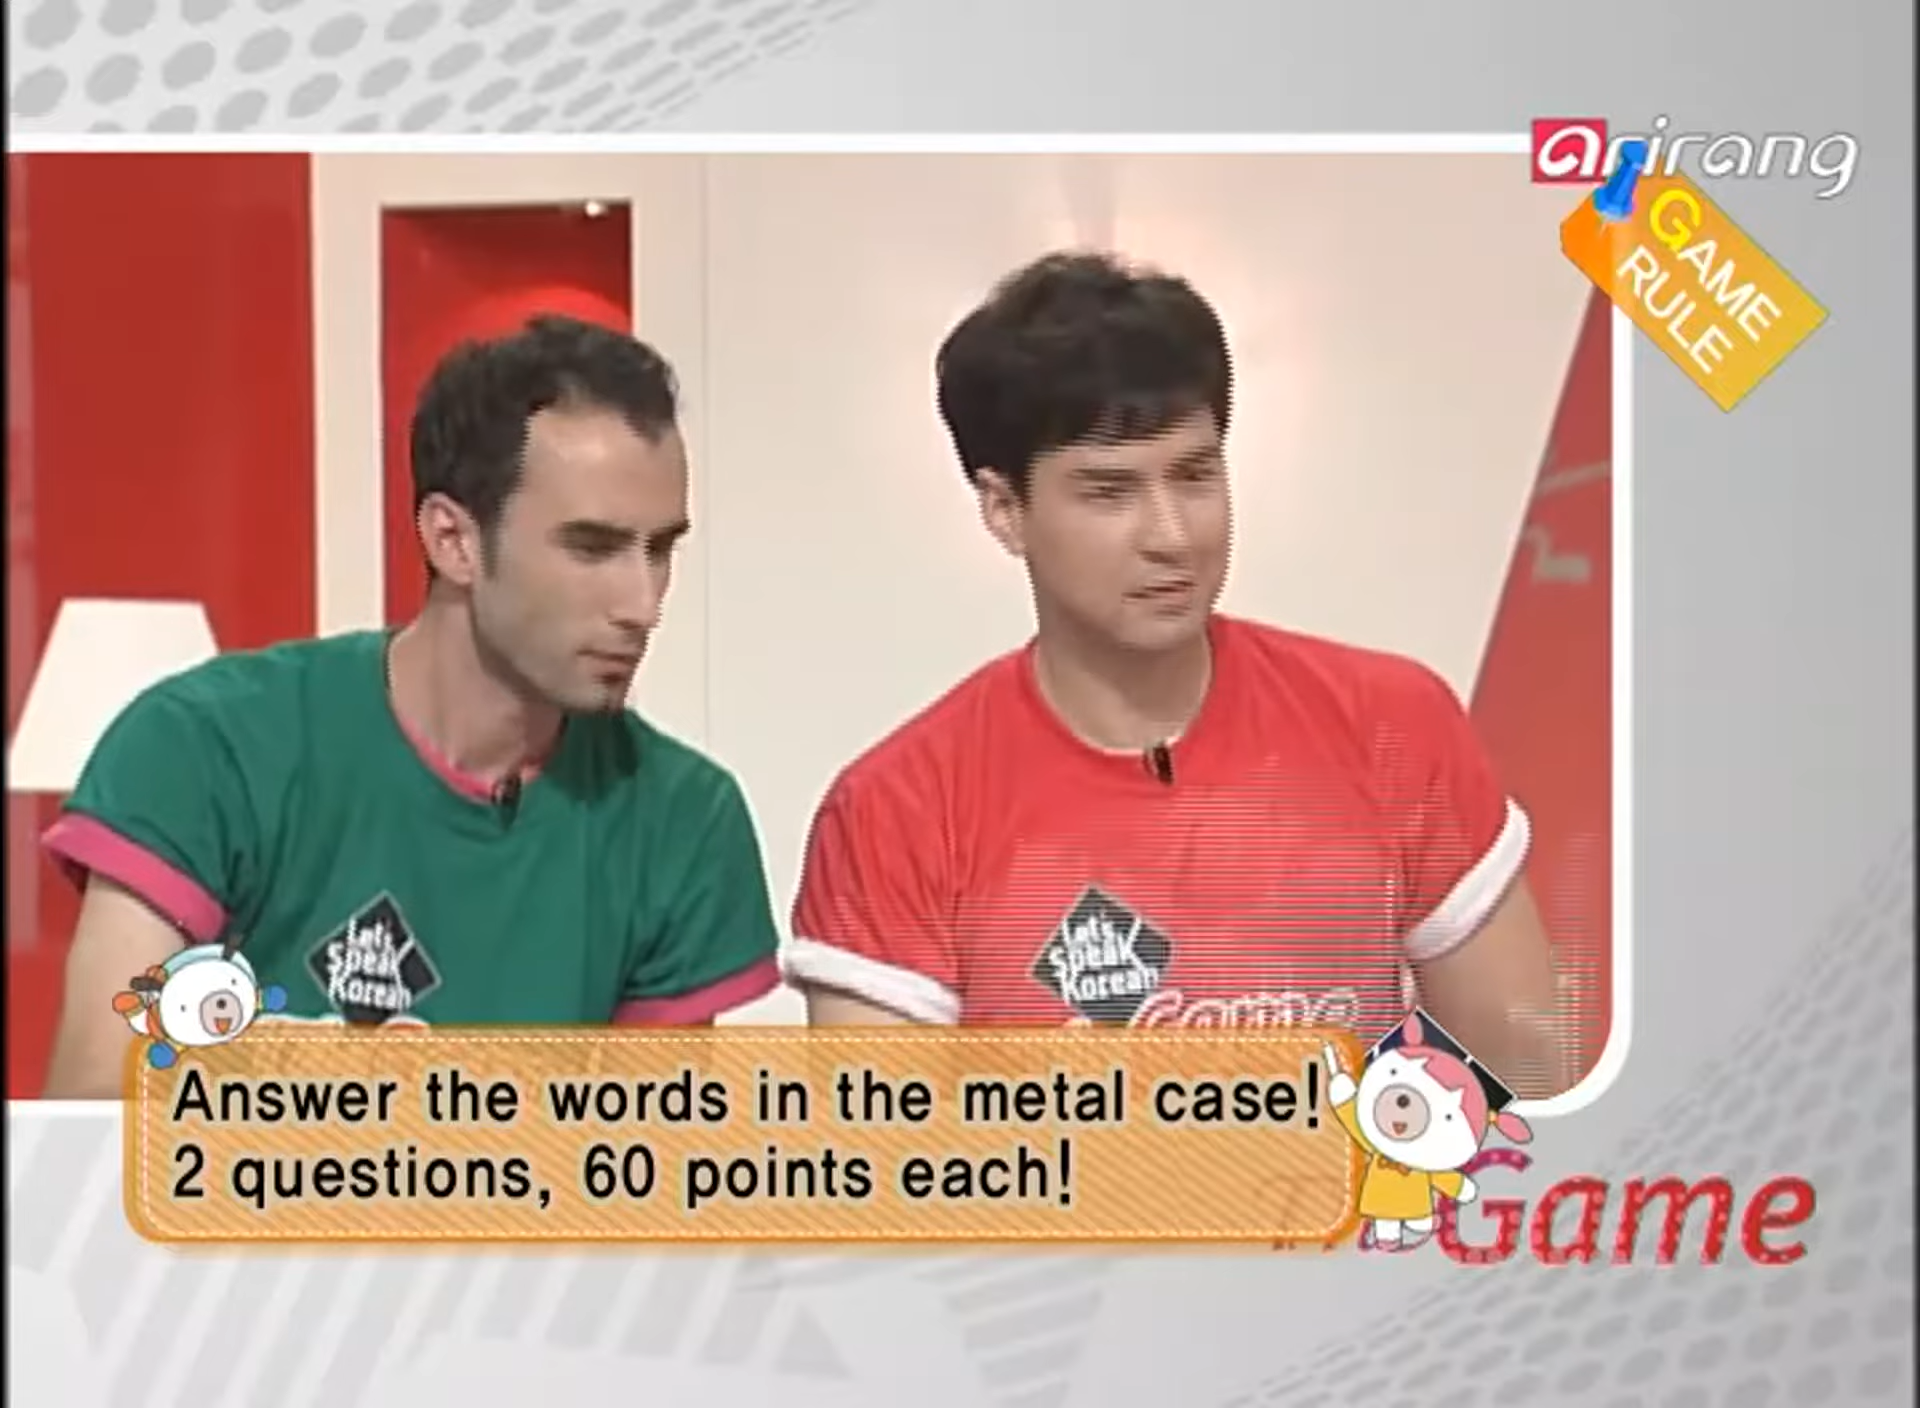 arirang
GAME
RULE
Let's
Speak
Korean
Let's
Speak
Korean
Game
Answer the words in the metal case!
2 questions, 60 points each!
Game